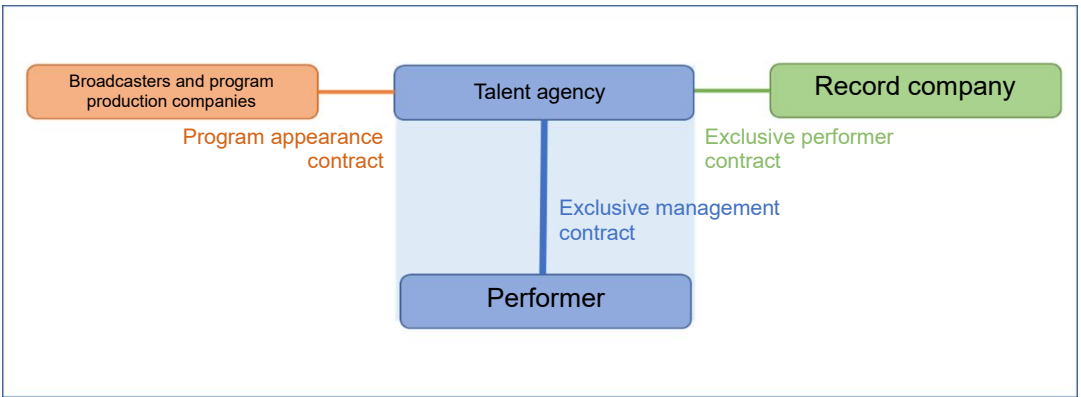 Broadcasters and program
production companies
Talent agency
Record company
Program appearance
contract
Exclusive performer
contract
Exclusive management
contract
Performer